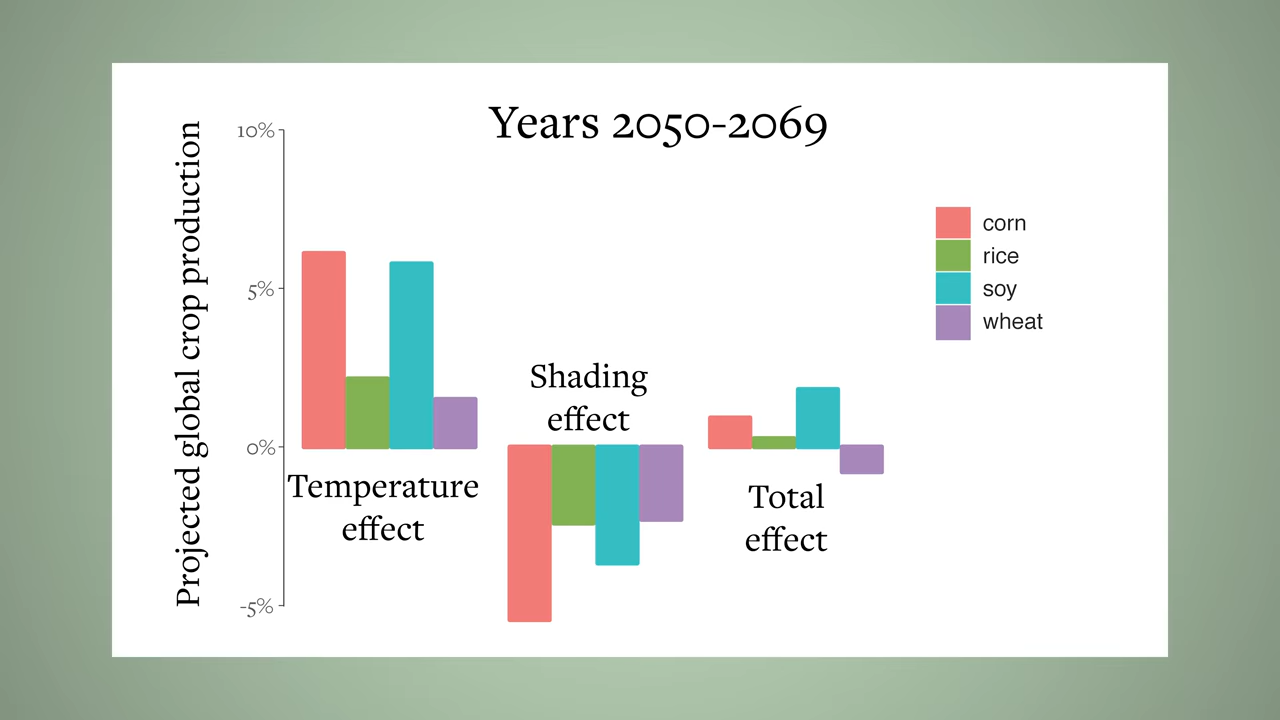 Years 2050-2069
Projected global crop production
10%
5%
0%
-5%
Temperature
effect
Shading
effect
Total
effect
corn
rice
soy
wheat